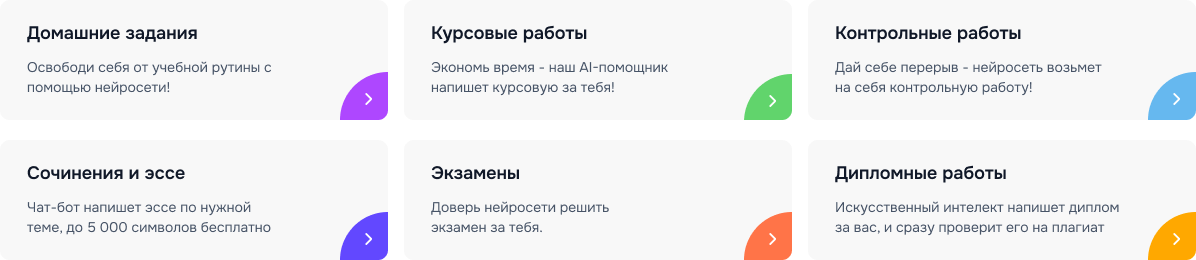 Домашние задания
Освободи себя от учебной рутины с
помощью нейросети!
Курсовые работы
Экономь время - наш AI-помощник
напишет курсовую за тебя!
Контрольные работы
Дай себе перерыв - нейросеть возьмет
на себя контрольную работу!
Сочинения и эссе
Чат-бот напишет эссе по нужной
теме, до 5 000 символов бесплатно
Экзамены
Доверь нейросети решить
экзамен за тебя.
Дипломные работы
Искусственный интелект напишет диплом
за вас, и сразу проверит его на плагиат